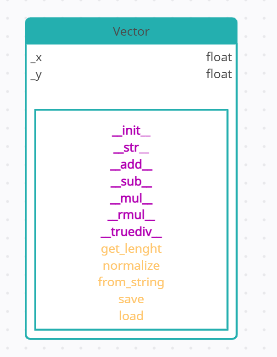 Vector
_x float
_y float
__init__
__str__
__add__
__sub__
__mul__
__rmul__
__truediv__
get_lenght
normalize
from_string
save
load